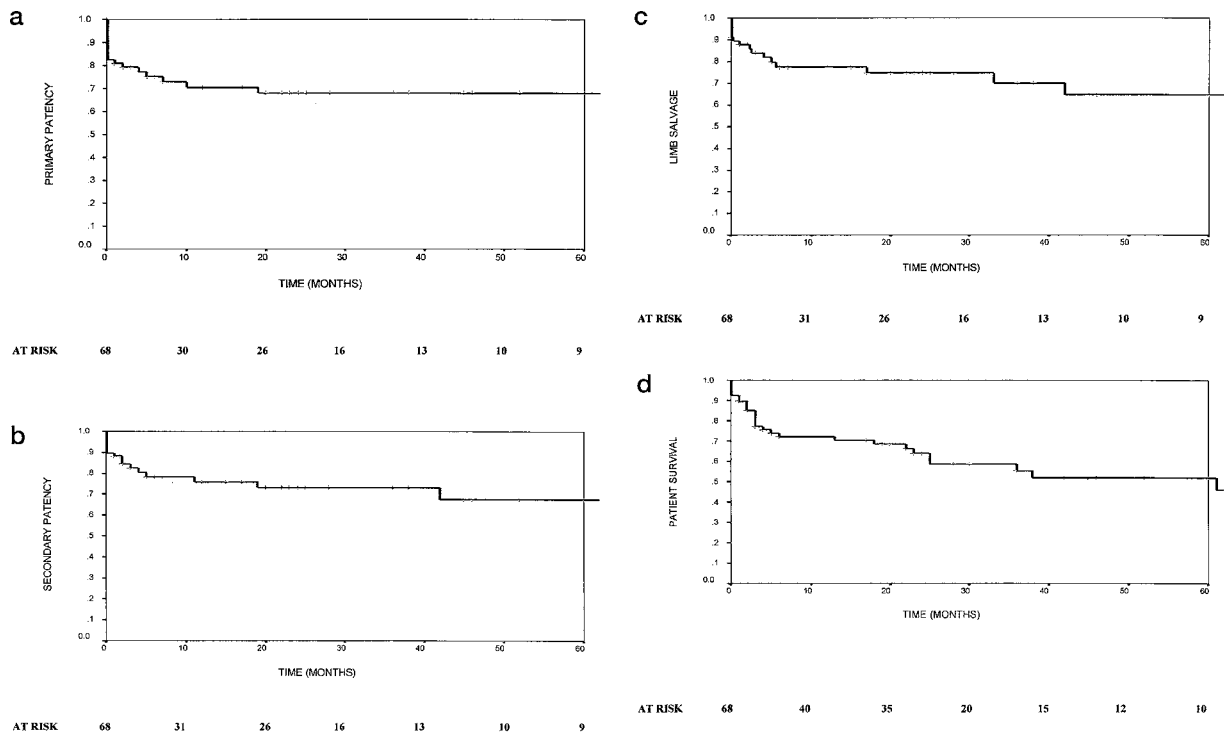 a
1.0
.9
.8
.7
.6
.5
.4
.3
.2
.1
0.0
PRIMARY PATENCY
0 10 20 30 40 50 60
TIME (MONTHS)
AT RISK 68 30 26 16 13 10 9
b
1.0
.9
.8
.7
.6
.5
.4
.3
.2
.1
0.0
SECONDARY PATENCY
0 10 20 30 40 50 60
TIME (MONTHS)
AT RISK 68 31 26 16 13 10 9
c
1.0
.9
.8
.7
.6
.5
.4
.3
.2
.1
0.0
LIMB SALVAGE
0 10 20 30 40 50 60
TIME (MONTHS)
AT RISK 68 31 26 16 13 10 9
d
1.0
.9
.8
.7
.6
.5
.4
.3
.2
.1
0.0
PATIENT SURVIVAL
0 10 20 30 40 50 60
TIME (MONTHS)
AT RISK 68 40 35 20 15 12 10